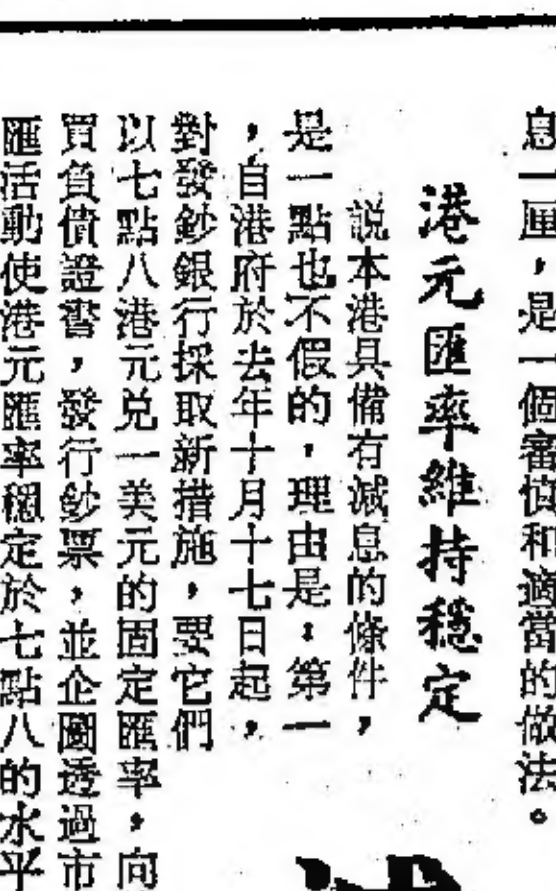 息一厘，是一個審慎和適當的做法。
港元匯率維持穩定
說本港具備有減息的條件，
是一點也不假的，理由是：第一
，自港府於去年十月十七日起，
對發鈔銀行採取新措施，要它們
以七點八港元兌一美元的固定匯率，向
買負債證書，發行鈔票，並企圖透過市
匯活動使港元匯率穩定於七點八的水平